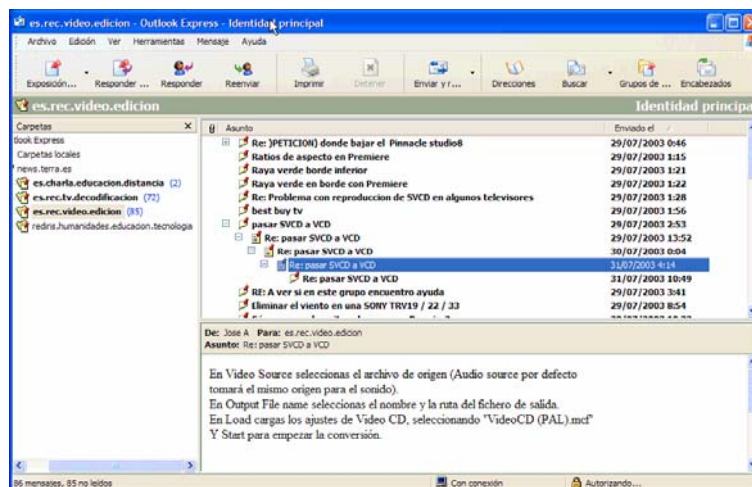 es.rec.video.edicion - Outlook Express - Identidad principal
Archivo Edición Ver Herramientas Mensaje Ayuda
Exposición... Responder ... Responder Reenviar Imprimir Detener Enviar y r... Direcciones Buscar Grupos de ... Encabezados
es.rec.video.edicion Identidad principa
Carpetas
tlook Express
Carpetas locales
news.terra.es
es.charla.educacion.distancia (2)
es.rec.tv.decodificacion (72)
es.rec.video.edicion (85)
rediris.humanidades.educacion.tecnologia
Asunto Enviado el
Re: )PETICION) donde bajar el Pinnacle studio8 29/07/2003 0:46
Ratios de aspecto en Premiere 29/07/2003 1:15
Raya verde borde inferior 29/07/2003 1:21
Raya verde en borde con Premiere 29/07/2003 1:22
Re: Problema con reproduccion de SVCD en algunos televisores 29/07/2003 1:28
best buy tv 29/07/2003 1:56
pasar SVCD a VCD 29/07/2003 2:53
Re: pasar SVCD a VCD 29/07/2003 13:52
Re: pasar SVCD a VCD 30/07/2003 0:04
Re: pasar SVCD a VCD 31/07/2003 4:14
Re: pasar SVCD a VCD 31/07/2003 10:49
RE: A ver si en este grupo encuentro ayuda 29/07/2003 3:41
Eliminar el viento en una SONY TRV19 / 22 / 33 29/07/2003 8:54
De: Jose A Para: es.rec.video.edicion
Asunto: Re: pasar SVCD a VCD
En Video Source seleccionas el archivo de origen (Audio source por defecto
tomará el mismo origen para el sonido).
En Output File name seleccionas el nombre y la ruta del fichero de salida.
En Load cargas los ajustes de Video CD, seleccionando "VideoCD (PAL).mcf"
Y Start para empezar la conversión.
86 mensajes, 85 no leídos Con conexión Autorizando...